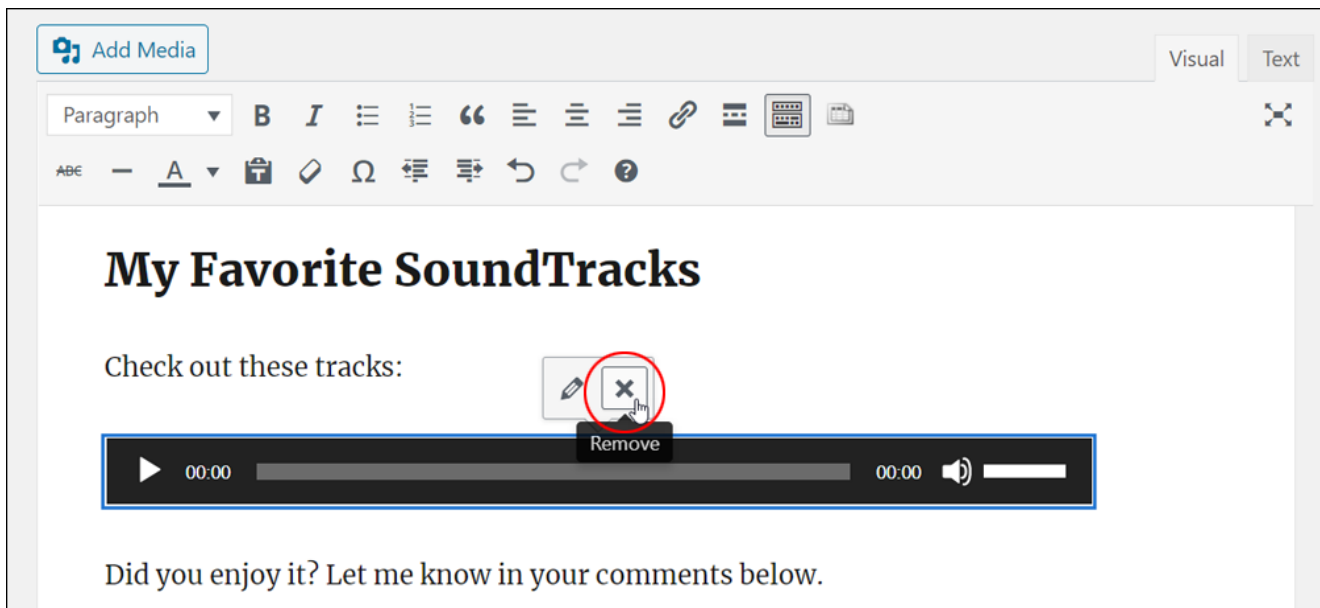 Add Media
Visual Text
Paragraph B I
ABC A Ω
My Favorite SoundTracks
Check out these tracks:
Remove
00:00 00:00
Did you enjoy it? Let me know in your comments below.